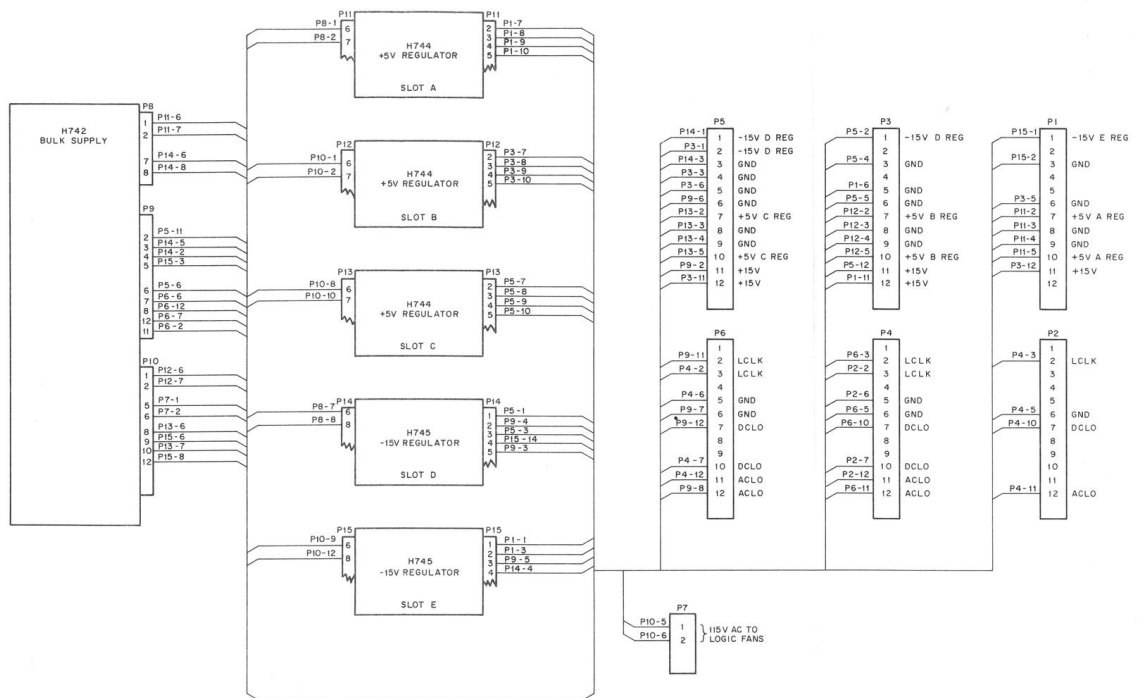 H742
BULK SUPPLY
P8
1 P11-6
2 P11-7
7 P14-6
8 P14-8
P9
2 P5-11
3 P14-5
4 P14-2
5 P15-3
6 P5-6
7 P6-6
8 P6-12
12 P6-7
11 P6-2
P10
1 P12-6
2 P12-7
5 P7-1
6 P7-2
8 P13-6
9 P15-6
10 P13-7
12 P15-8
P11 P11
P8-1 6
P8-2 7
H744
+5V REGULATOR
SLOT A
2 P1-7
3 P1-8
4 P1-9
5 P1-10
P12 P12
P10-1 6
P10-2 7
H744
+5V REGULATOR
SLOT B
2 P3-7
3 P3-8
4 P3-9
5 P3-10
P13 P13
P10-8 6
P10-10 7
H744
+5V REGULATOR
SLOT C
2 P5-7
3 P5-8
4 P5-9
5 P5-10
P14 P14
P8-7 6
P8-8 8
H745
-15V REGULATOR
SLOT D
1 P5-1
2 P9-4
3 P5-3
4 P15-14
5 P9-3
P15 P15
P10-9 6
P10-12 8
H745
-15V REGULATOR
SLOT E
1 P1-1
2 P1-3
3 P9-5
4 P14-4
P5
P14-1 1 -15V D REG
P3-1 2 -15V D REG
P14-3 3 GND
P3-3 4 GND
P3-6 5 GND
P9-6 6 GND
P13-2 7 +5V C REG
P13-3 8 GND
P13-4 9 GND
P13-5 10 +5V C REG
P9-2 11 +15V
P3-11 12 +15V
P3
P5-2 1 -15V D REG
2
P5-4 3 GND
4
P1-6 5 GND
P5-5 6 GND
P12-2 7 +5V B REG
P12-3 8 GND
P12-4 9 GND
P12-5 10 +5V B REG
P5-12 11 +15V
P1-11 12 +15V
P1
P15-1 1 -15V E REG
2
P15-2 3 GND
4
5
P3-5 6 GND
P11-2 7 +5V A REG
P11-3 8 GND
P11-4 9 GND
P11-5 10 +5V A REG
P3-12 11 +15V
12
P6
1
P9-11 2 LCLK
P4-2 3 LCLK
4
P4-6 5 GND
P9-7 6 GND
P9-12 7 DCLO
8
9
P4-7 10 DCLO
P4-12 11 ACLO
P9-8 12 ACLO
P4
1
P6-3 2 LCLK
P2-2 3 LCLK
4
P2-6 5 GND
P6-5 6 GND
P6-10 7 DCLO
8
9
P2-7 10 DCLO
P2-12 11 ACLO
P6-11 12 ACLO
P2
1
P4-3 2 LCLK
3
4
5
P4-5 6 GND
P4-10 7 DCLO
8
9
10
11
P4-11 12 ACLO
P7
P10-5 1
P10-6 2
115V AC TO
LOGIC FANS